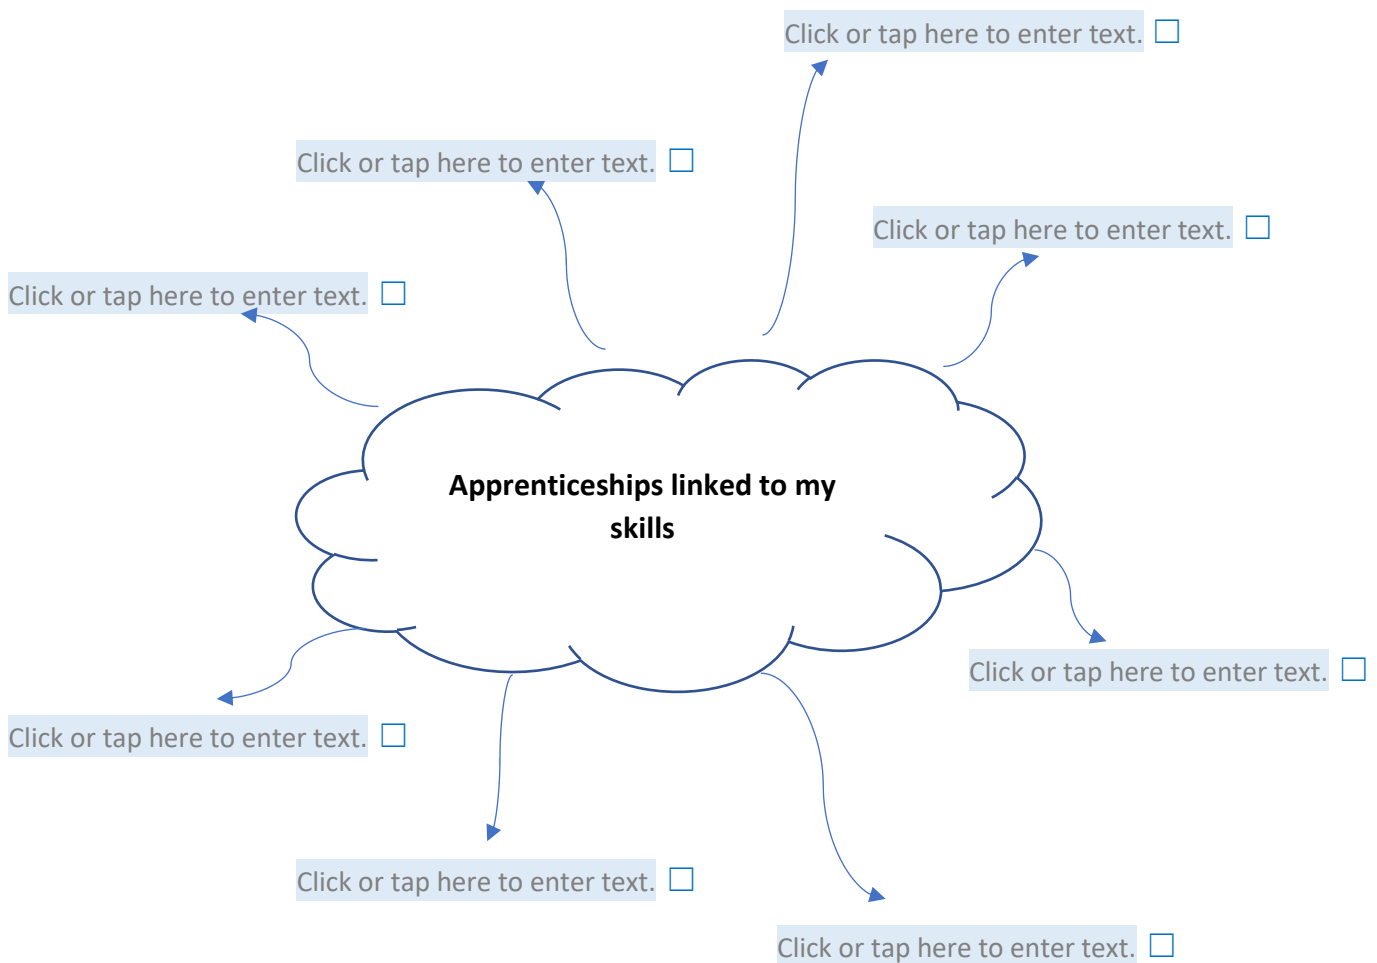 Click or tap here to enter text. ☐
Click or tap here to enter text. ☐
Click or tap here to enter text. ☐
Click or tap here to enter text. ☐
Apprenticeships linked to my
skills
Click or tap here to enter text. ☐
Click or tap here to enter text. ☐
Click or tap here to enter text. ☐
Click or tap here to enter text. ☐